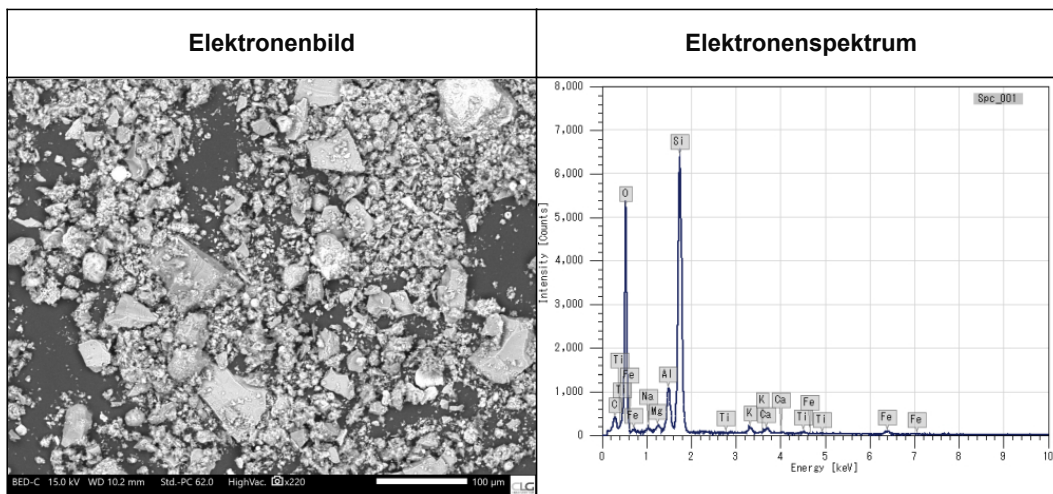 Elektronenbild
Elektronenspektrum
BED-C 15.0 kV WD 10.2 mm Std.-PC 62.0 HighVac. x220 100 µm CLG
Spc_001
Intensity [Counts]
8,000
7,000
6,000
5,000
4,000
3,000
2,000
1,000
0
Si
O
Ti
Fe
Ti
C
Fe
Na
Mg
Al
Ti
K
K
Ca
Ca
Fe
Ti
Ti
Fe
Fe
0 1 2 3 4 5 6 7 8 9 10
Energy [keV]